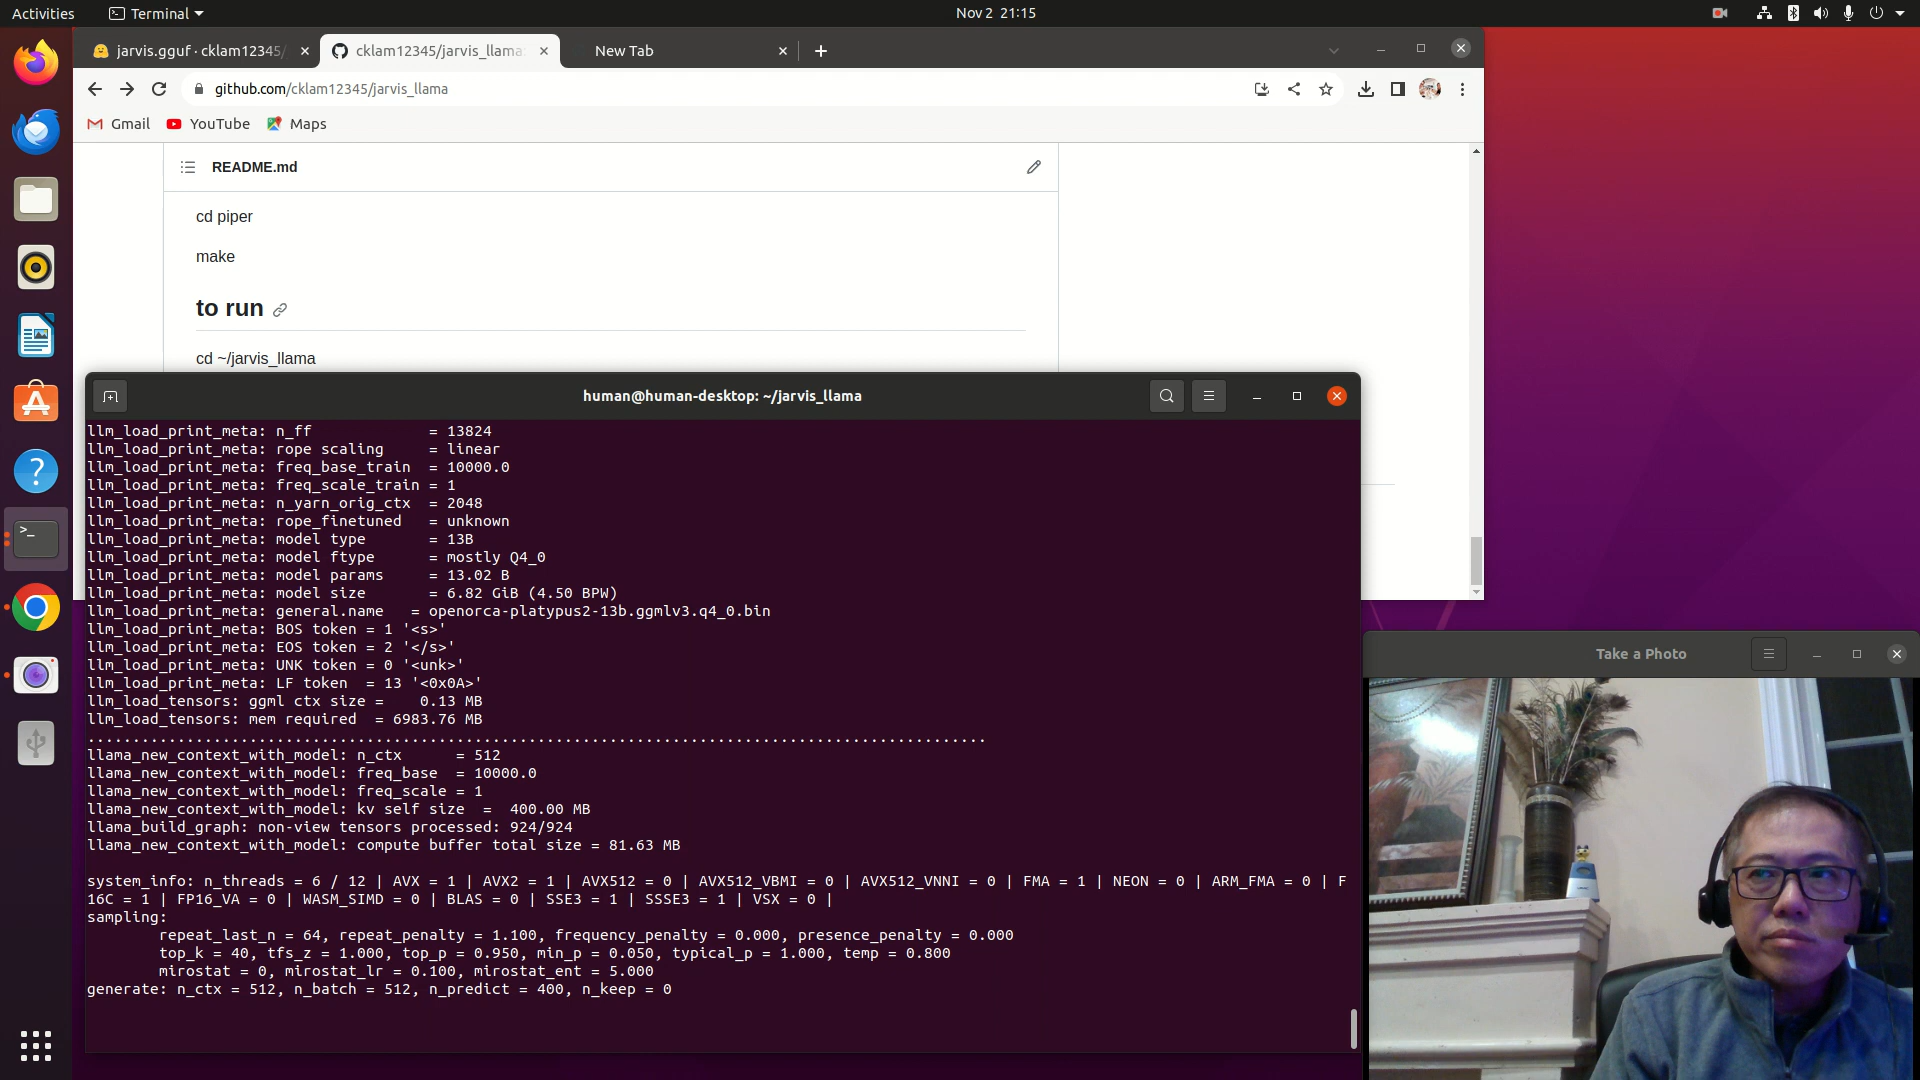 Activities
Terminal
Nov 2 21:15
jarvis.gguf · cklam12345/
cklam12345/jarvis_llama:
New Tab
github.com/cklam12345/jarvis_llama
Gmail
YouTube
Maps
README.md
cd piper
make
to run
cd ~/jarvis_llama
human@human-desktop: ~/jarvis_llama
llm_load_print_meta: n_ff             = 13824
llm_load_print_meta: rope scaling     = linear
llm_load_print_meta: freq_base_train  = 10000.0
llm_load_print_meta: freq_scale_train = 1
llm_load_print_meta: n_yarn_orig_ctx  = 2048
llm_load_print_meta: rope_finetuned   = unknown
llm_load_print_meta: model type       = 13B
llm_load_print_meta: model ftype      = mostly Q4_0
llm_load_print_meta: model params     = 13.02 B
llm_load_print_meta: model size       = 6.82 GiB (4.50 BPW)
llm_load_print_meta: general.name   = openorca-platypus2-13b.ggmlv3.q4_0.bin
llm_load_print_meta: BOS token = 1 '<s>'
llm_load_print_meta: EOS token = 2 '</s>'
llm_load_print_meta: UNK token = 0 '<unk>'
llm_load_print_meta: LF token  = 13 '<0x0A>'
llm_load_tensors: ggml ctx size =    0.13 MB
llm_load_tensors: mem required  = 6983.76 MB
....................................................................................................
llama_new_context_with_model: n_ctx      = 512
llama_new_context_with_model: freq_base  = 10000.0
llama_new_context_with_model: freq_scale = 1
llama_new_context_with_model: kv self size  =  400.00 MB
llama_build_graph: non-view tensors processed: 924/924
llama_new_context_with_model: compute buffer total size = 81.63 MB
system_info: n_threads = 6 / 12 | AVX = 1 | AVX2 = 1 | AVX512 = 0 | AVX512_VBMI = 0 | AVX512_VNNI = 0 | FMA = 1 | NEON = 0 | ARM_FMA = 0 | F
16C = 1 | FP16_VA = 0 | WASM_SIMD = 0 | BLAS = 0 | SSE3 = 1 | SSSE3 = 1 | VSX = 0 |
sampling:
        repeat_last_n = 64, repeat_penalty = 1.100, frequency_penalty = 0.000, presence_penalty = 0.000
        top_k = 40, tfs_z = 1.000, top_p = 0.950, min_p = 0.050, typical_p = 1.000, temp = 0.800
        mirostat = 0, mirostat_lr = 0.100, mirostat_ent = 5.000
generate: n_ctx = 512, n_batch = 512, n_predict = 400, n_keep = 0
Take a Photo